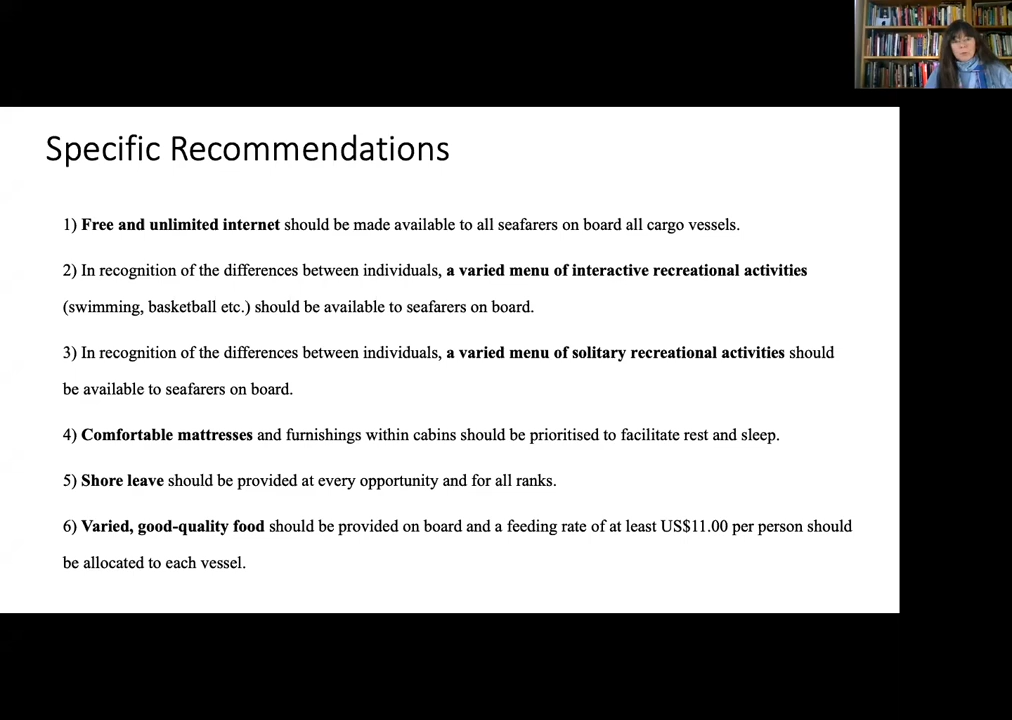 Specific Recommendations
1) Free and unlimited internet should be made available to all seafarers on board all cargo vessels.
2) In recognition of the differences between individuals, a varied menu of interactive recreational activities
(swimming, basketball etc.) should be available to seafarers on board.
3) In recognition of the differences between individuals, a varied menu of solitary recreational activities should
be available to seafarers on board.
4) Comfortable mattresses and furnishings within cabins should be prioritised to facilitate rest and sleep.
5) Shore leave should be provided at every opportunity and for all ranks.
6) Varied, good-quality food should be provided on board and a feeding rate of at least US$11.00 per person should
be allocated to each vessel.